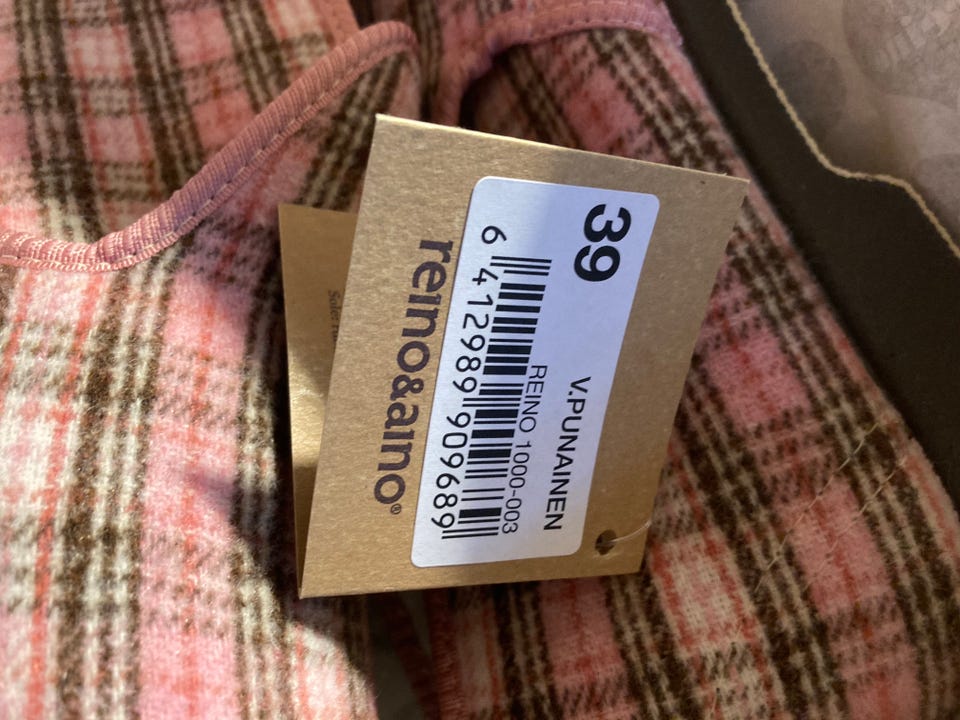 39
V.PUNAINEN
REINO 1000-003
6 412989 909689
reino&aino®